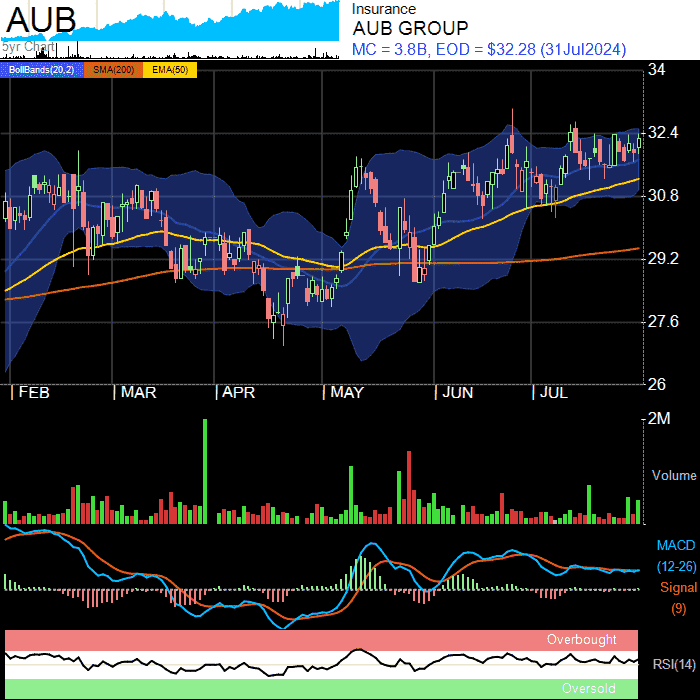 AUB
5yr Chart
Insurance
AUB GROUP
MC = 3.8B, EOD = $32.28 (31Jul2024)
BollBands(20,2) SMA(200) EMA(50)
34
32.4
30.8
29.2
27.6
26
FEB MAR APR MAY JUN JUL
2M
Volume
MACD
(12-26)
Signal
(9)
Overbought
RSI(14)
Oversold